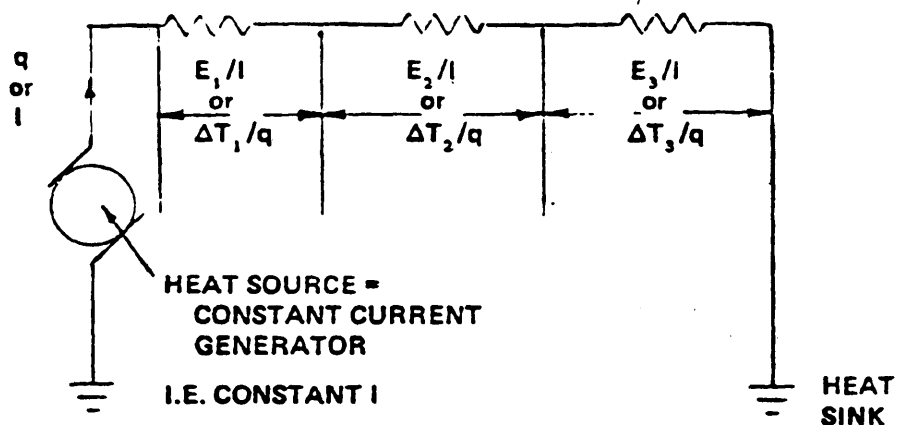 q
or
I
E₁/I
or
ΔT₁/q
E₂/I
or
ΔT₂/q
E₃/I
or
ΔT₃/q
HEAT SOURCE =
CONSTANT CURRENT
GENERATOR
I.E. CONSTANT I
HEAT
SINK